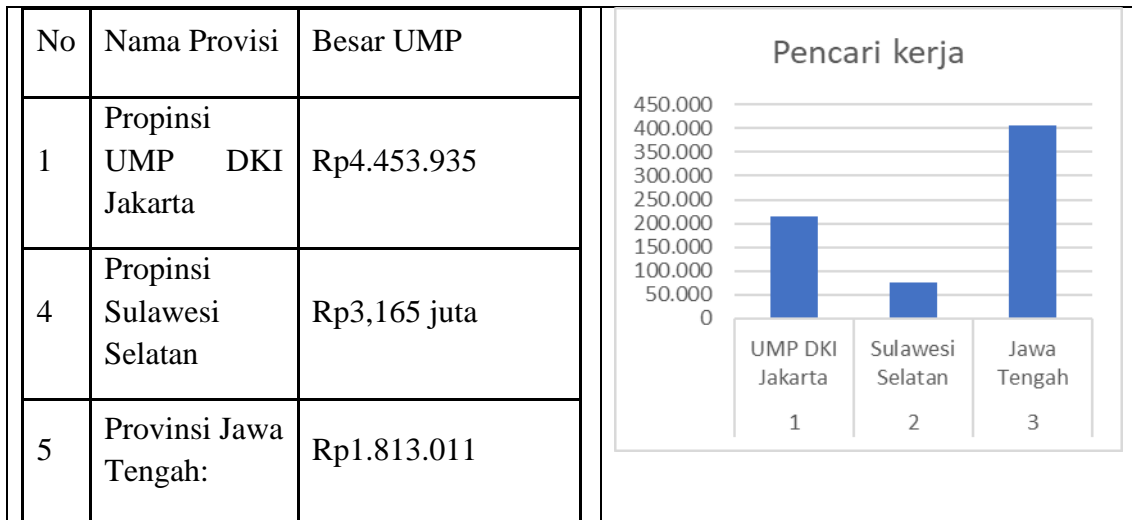 No Nama Provisi Besar UMP
1 Propinsi
UMP DKI
Jakarta
Rp4.453.935
4 Propinsi
Sulawesi
Selatan
Rp3,165 juta
5 Provinsi Jawa
Tengah:
Rp1.813.011
Pencari kerja
450.000
400.000
350.000
300.000
250.000
200.000
150.000
100.000
50.000
0
UMP DKI
Jakarta
Sulawesi
Selatan
Jawa
Tengah
1 2 3